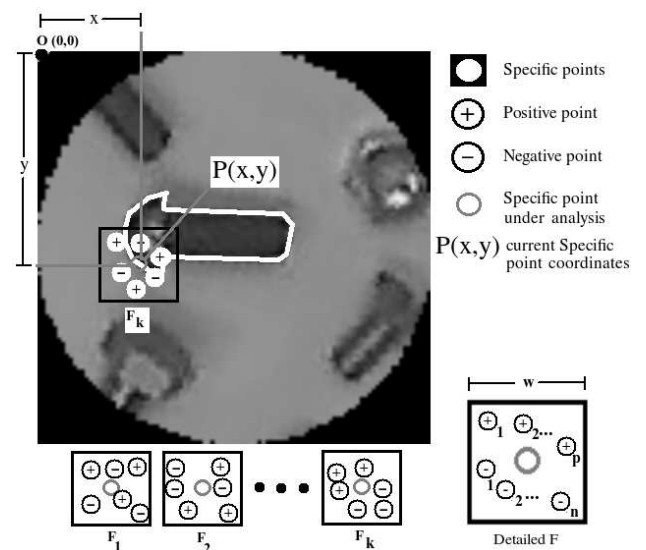 x
O (0,0)
y
P(x,y)
+ − + − − +
F k
Specific points
+ Positive point
− Negative point
Specific point
under analysis
P(x,y) current Specific
point coordinates
w
+ 1 + 2... + p
− 1 − 2... − n
Detailed F
+ − + − + −
F 1
− + − − + +
F 2
+ + + − − −
F k